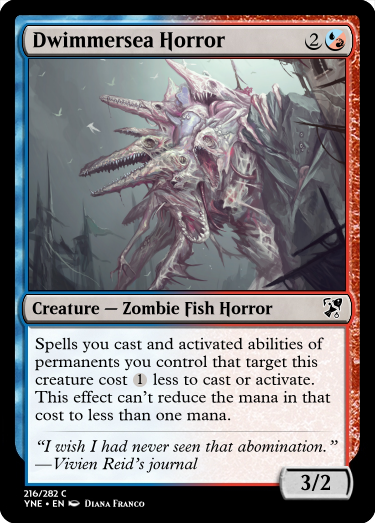 Dwimmersea Horror 2
Creature — Zombie Fish Horror
Spells you cast and activated abilities of
permanents you control that target this
creature cost 1 less to cast or activate.
This effect can't reduce the mana in that
cost to less than one mana.
“I wish I had never seen that abomination.”
—Vivien Reid's journal
3/2
216/282 C
YNE • EN Diana Franco